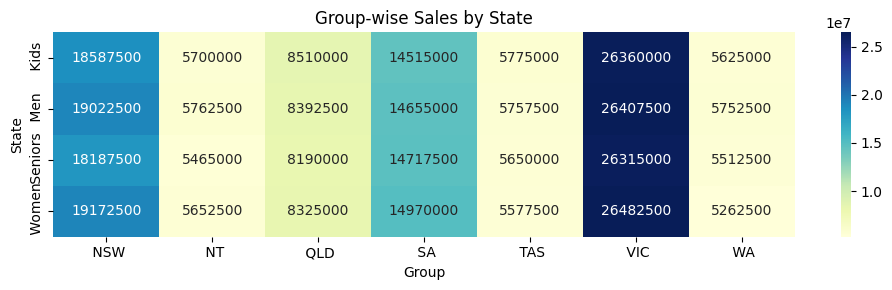 Group-wise Sales by State
1e7
Kids 18587500 5700000 8510000 14515000 5775000 26360000 5625000
Men 19022500 5762500 8392500 14655000 5757500 26407500 5752500
Seniors 18187500 5465000 8190000 14717500 5650000 26315000 5512500
Women 19172500 5652500 8325000 14970000 5577500 26482500 5262500
State
NSW NT QLD SA TAS VIC WA
Group
2.5
2.0
1.5
1.0